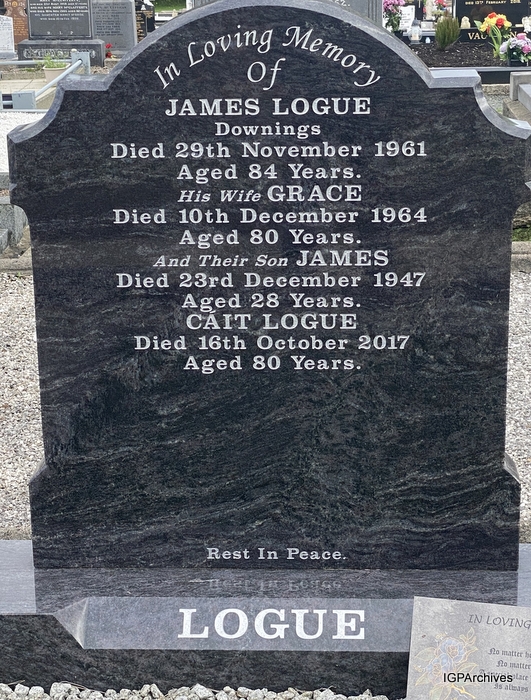 In Loving Memory
Of
JAMES LOGUE
Downings
Died 29th November 1961
Aged 84 Years.
His Wife GRACE
Died 10th December 1964
Aged 80 Years.
And Their Son JAMES
Died 23rd December 1947
Aged 28 Years.
CÁIT LOGUE
Died 16th October 2017
Aged 80 Years.
Rest In Peace.
LOGUE
IN LOVING
No matter
No matter
IGPArchives